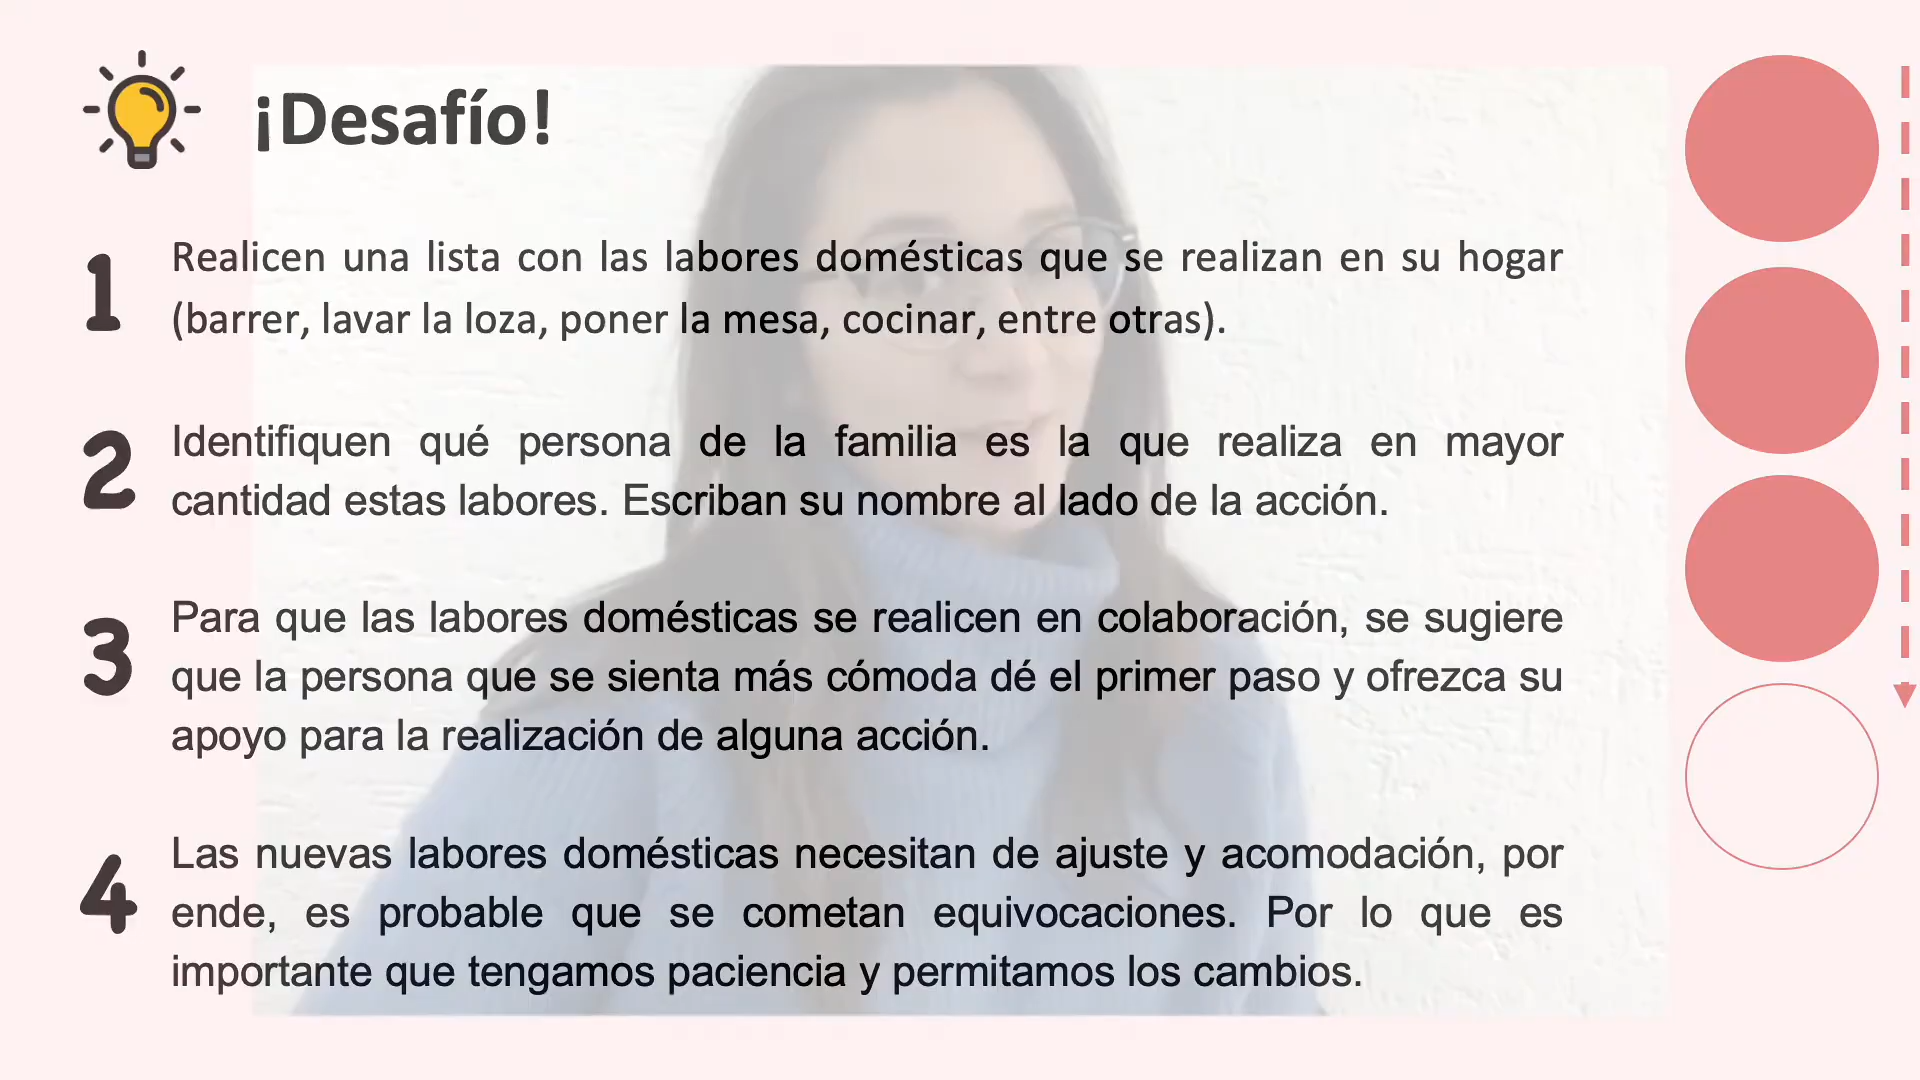 ¡Desafío!
1
Realicen una lista con las labores domésticas que se realizan en su hogar
(barrer, lavar la loza, poner la mesa, cocinar, entre otras).
2
Identifiquen qué persona de la familia es la que realiza en mayor
cantidad estas labores. Escriban su nombre al lado de la acción.
3
Para que las labores domésticas se realicen en colaboración, se sugiere
que la persona que se sienta más cómoda dé el primer paso y ofrezca su
apoyo para la realización de alguna acción.
4
Las nuevas labores domésticas necesitan de ajuste y acomodación, por
ende, es probable que se cometan equivocaciones. Por lo que es
importante que tengamos paciencia y permitamos los cambios.